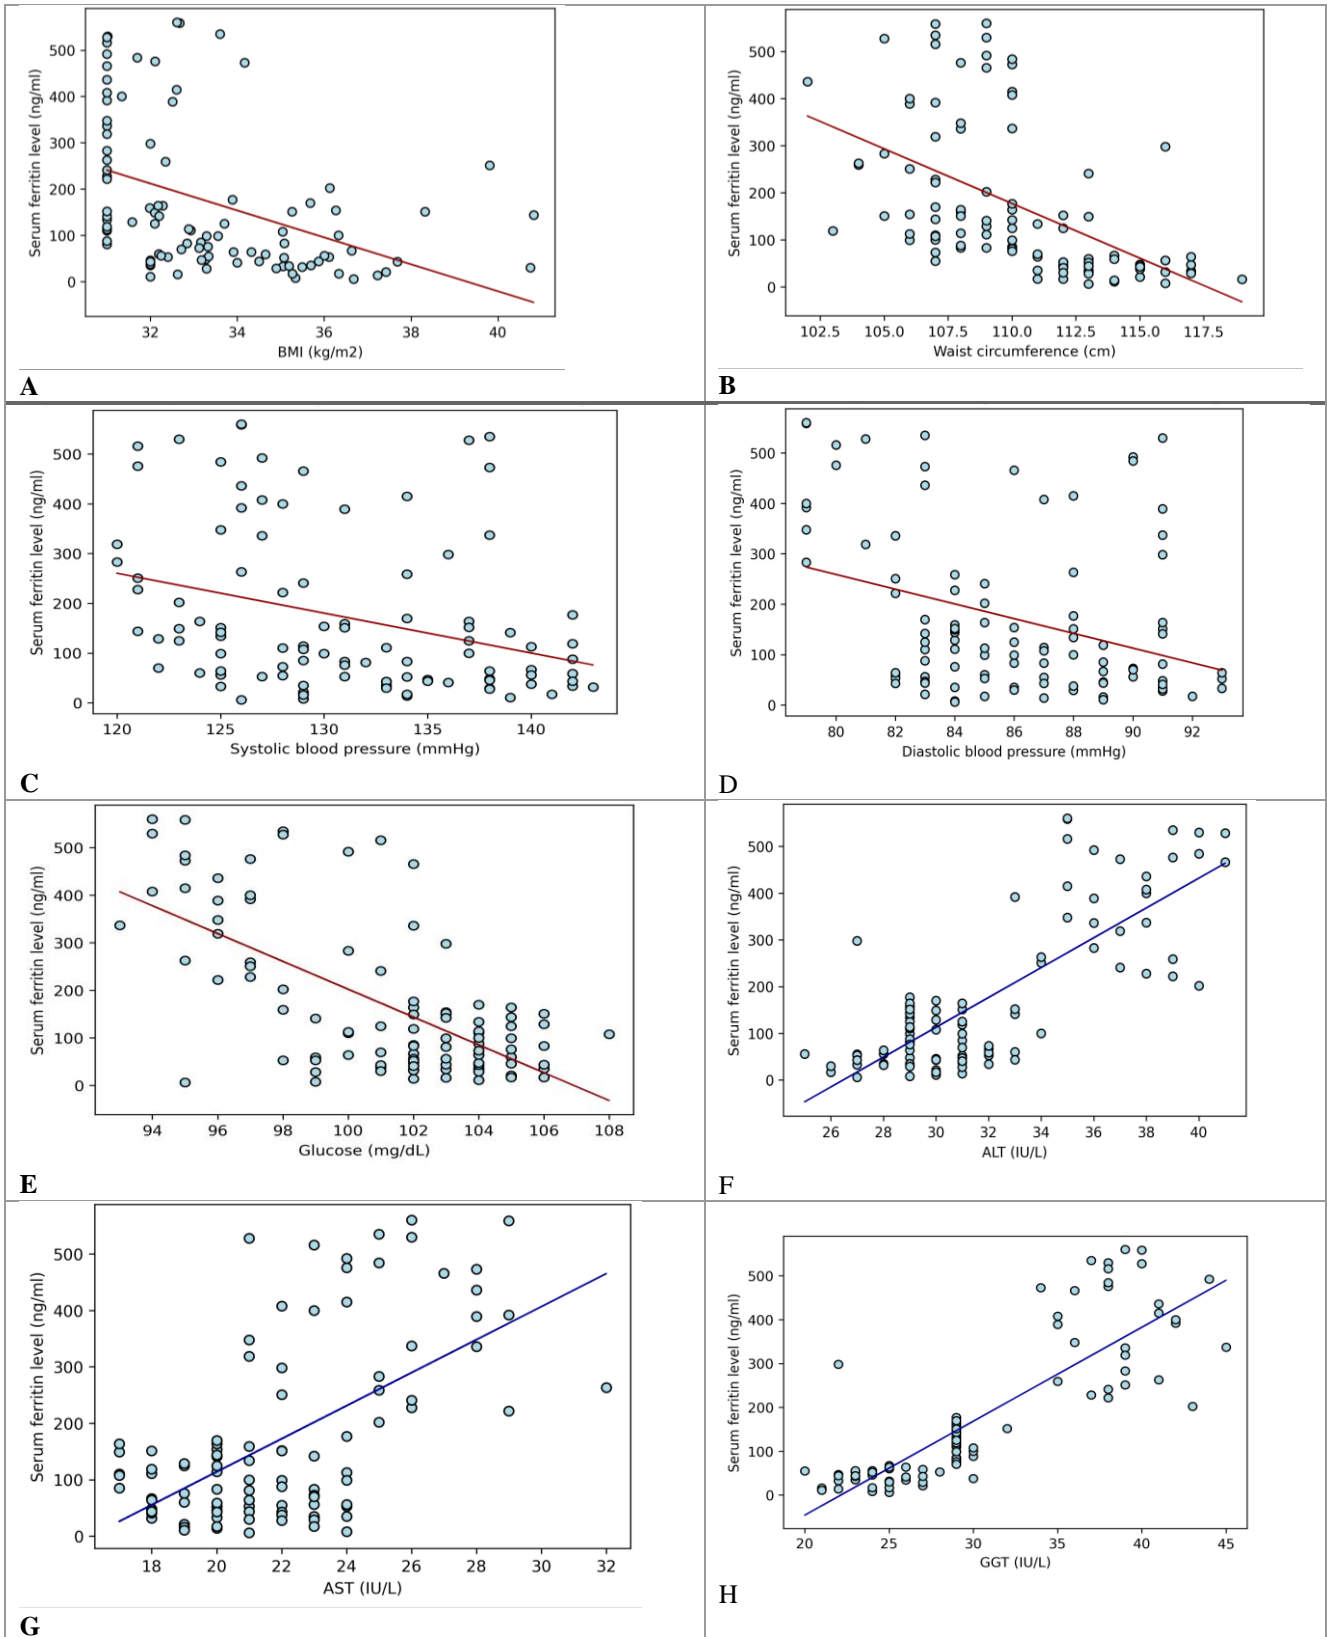 Serum ferritin level (ng/ml)
500
400
300
200
100
0
32 34 36 38 40
BMI (kg/m2)
A
Serum ferritin level (ng/ml)
500
400
300
200
100
0
102.5 105.0 107.5 110.0 112.5 115.0 117.5
Waist circumference (cm)
B
Serum ferritin level (ng/ml)
500
400
300
200
100
0
120 125 130 135 140
Systolic blood pressure (mmHg)
C
Serum ferritin level (ng/ml)
500
400
300
200
100
0
80 82 84 86 88 90 92
Diastolic blood pressure (mmHg)
D
Serum ferritin level (ng/ml)
500
400
300
200
100
0
94 96 98 100 102 104 106 108
Glucose (mg/dL)
E
Serum ferritin level (ng/ml)
500
400
300
200
100
0
26 28 30 32 34 36 38 40
ALT (IU/L)
F
Serum ferritin level (ng/ml)
500
400
300
200
100
0
18 20 22 24 26 28 30 32
AST (IU/L)
G
Serum ferritin level (ng/ml)
500
400
300
200
100
0
20 25 30 35 40 45
GGT (IU/L)
H